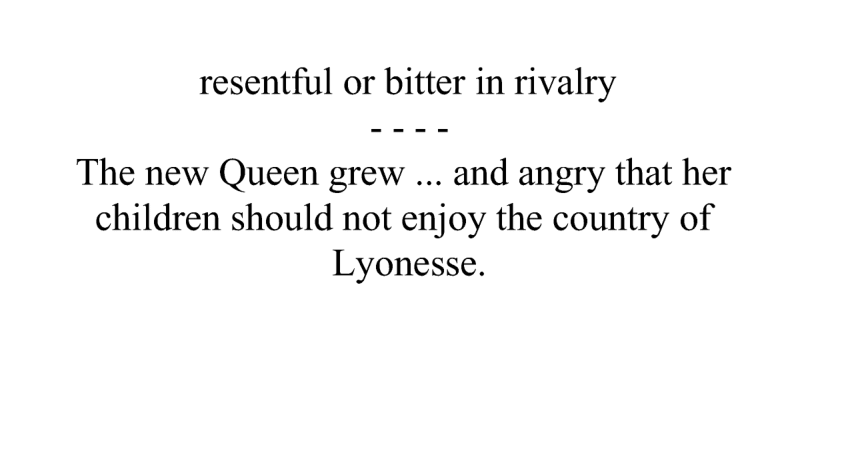 resentful or bitter in rivalry
- - - -
The new Queen grew ... and angry that her
children should not enjoy the country of
Lyonesse.